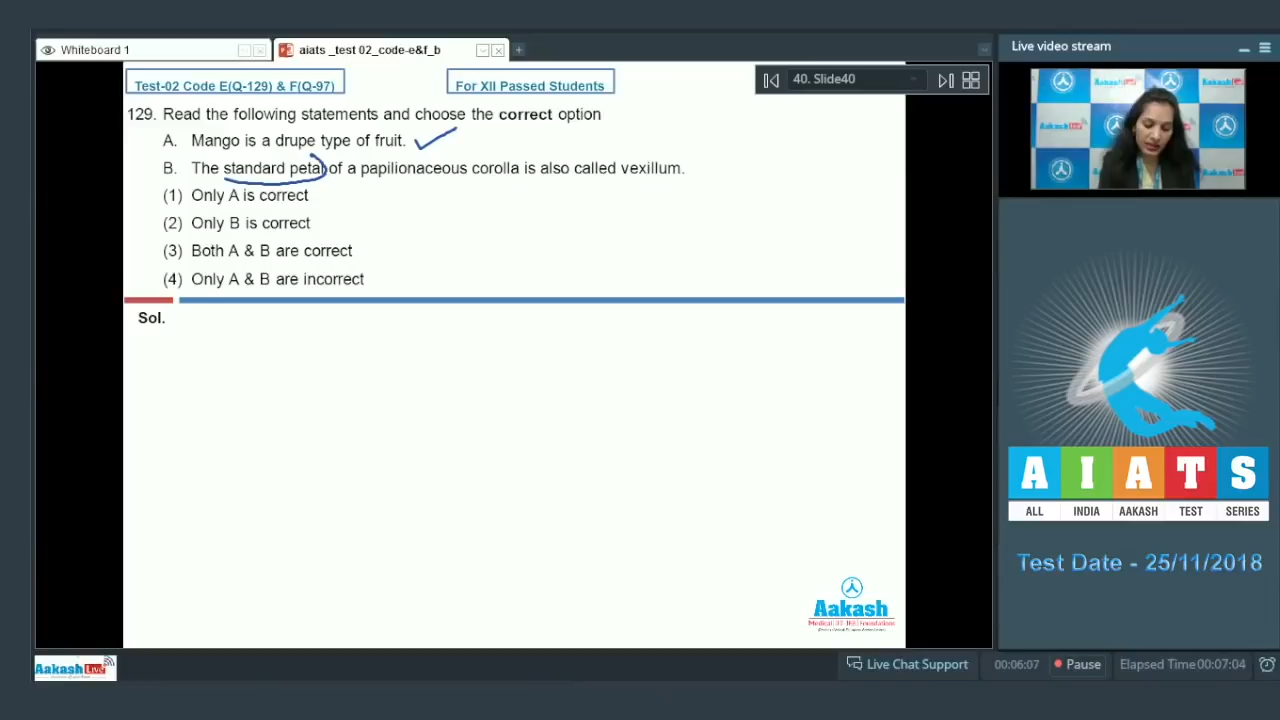 Whiteboard 1
aiats _test 02_code-e&f_b
Live video stream
Test-02 Code E(Q-129) & F(Q-97)
For XII Passed Students
40. Slide40
129. Read the following statements and choose the correct option
A. Mango is a drupe type of fruit.
B. The standard petal of a papilionaceous corolla is also called vexillum.
(1) Only A is correct
(2) Only B is correct
(3) Both A & B are correct
(4) Only A & B are incorrect
Sol.
A I A T S
ALL INDIA AAKASH TEST SERIES
Test Date - 25/11/2018
Aakash
Medical | IIT-JEE | Foundations
Aakash Live
Live Chat Support
00:06:07
Pause
Elapsed Time 00:07:04